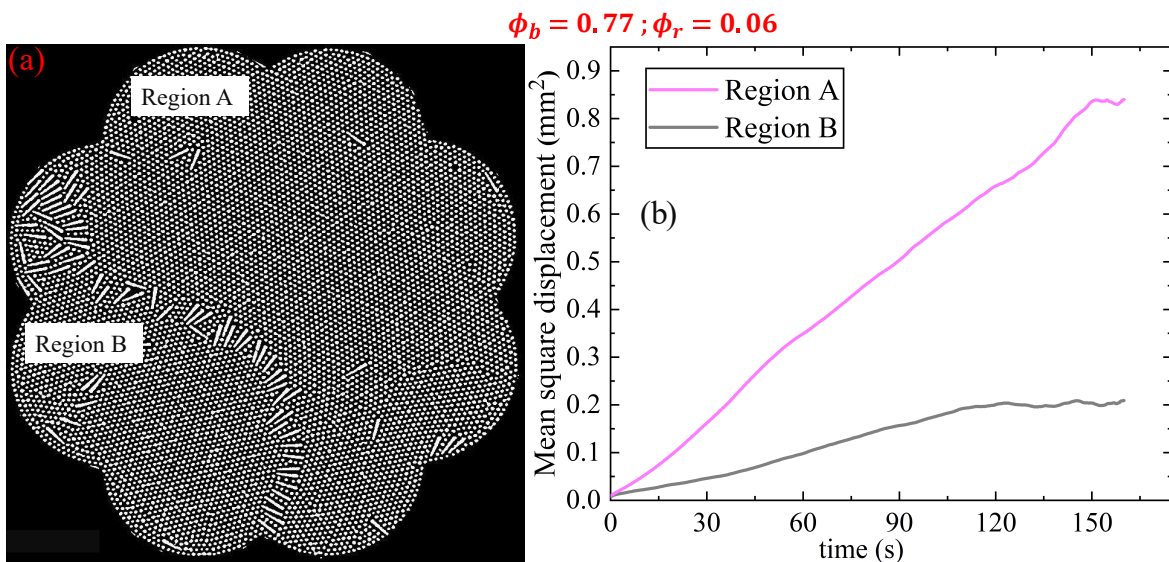 ϕ_b = 0.77 ; ϕ_r = 0.06
(a)
Region A
Region B
Mean square displacement (mm²)
0.9
0.8
0.7
0.6
0.5
0.4
0.3
0.2
0.1
0.0
Region A
Region B
(b)
0 30 60 90 120 150
time (s)